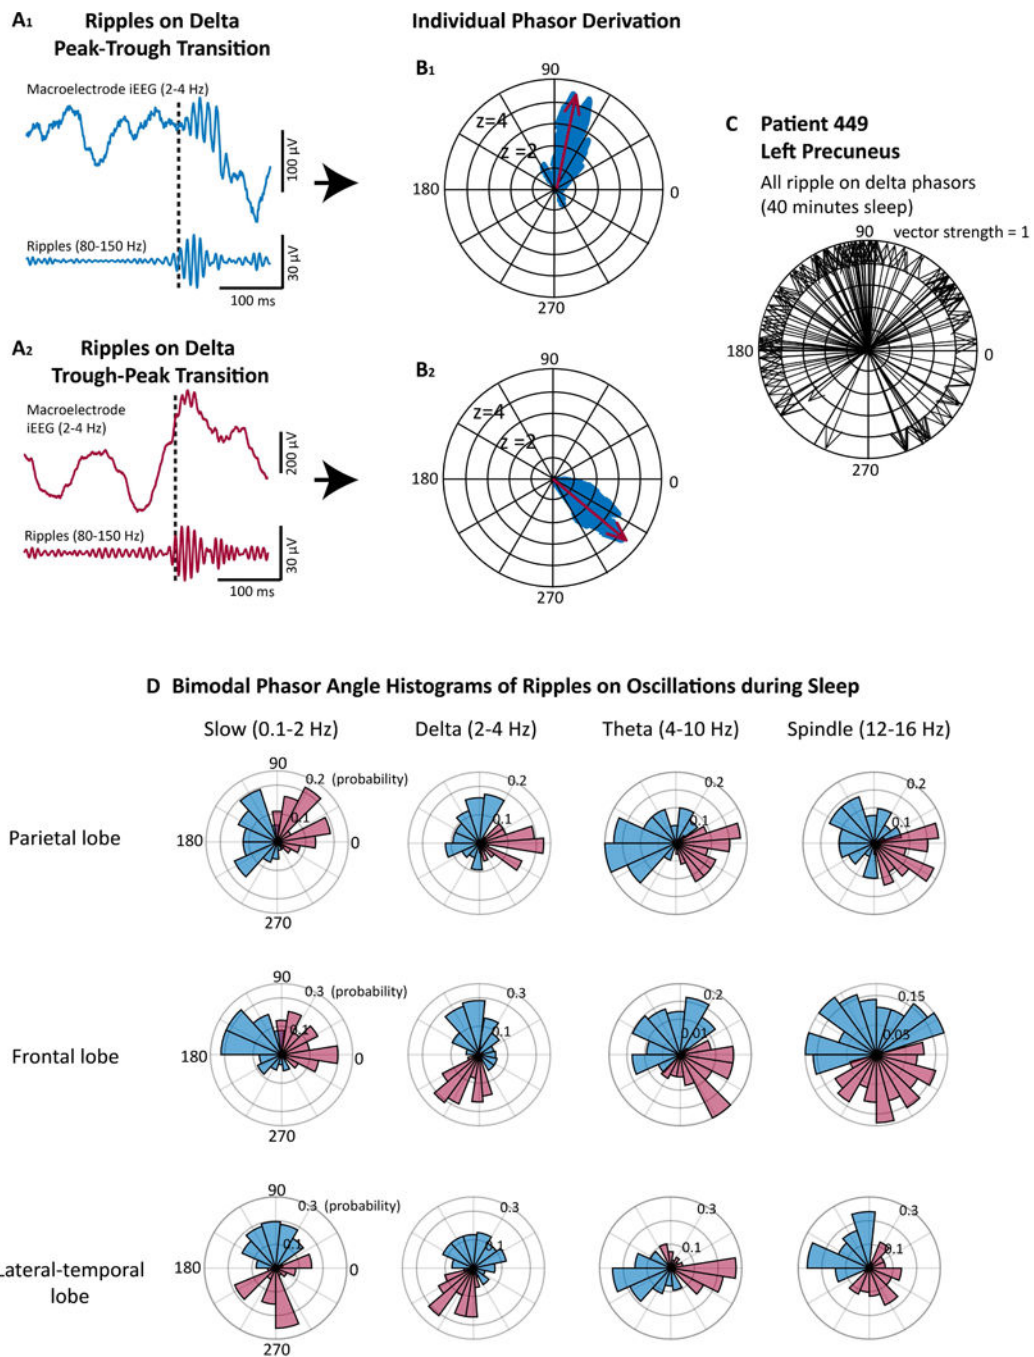 A1 Ripples on Delta
Peak-Trough Transition
Macroelectrode iEEG (2-4 Hz)
100 µV
Ripples (80-150 Hz)
30 µV
100 ms
Individual Phasor Derivation
B1
90
z=4
z =2
180
0
270
C Patient 449
Left Precuneus
All ripple on delta phasors
(40 minutes sleep)
90 vector strength = 1
180
0
270
A2 Ripples on Delta
Trough-Peak Transition
Macroelectrode
iEEG (2-4 Hz)
200 µV
Ripples (80-150 Hz)
30 µV
100 ms
B2
90
z=4
z =2
180
0
270
D Bimodal Phasor Angle Histograms of Ripples on Oscillations during Sleep
Slow (0.1-2 Hz) Delta (2-4 Hz) Theta (4-10 Hz) Spindle (12-16 Hz)
Parietal lobe
90
0.2 (probability)
0.1
180
0
270
0.2
0.1
0.2
0.1
0.2
0.1
Frontal lobe
90
0.3 (probability)
0.1
180
0
270
0.3
0.1
0.2
0.01
0.15
0.05
Lateral-temporal
lobe
90
0.3 (probability)
0.1
180
0
270
0.3
0.1
0.3
0.1
0.3
0.1